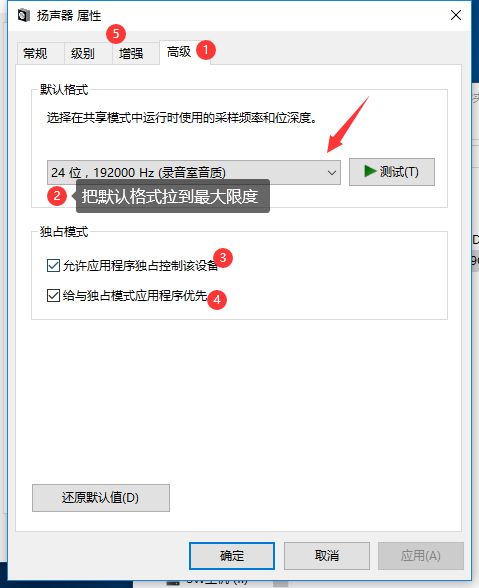 扬声器 属性
5
常规 级别 增强 高级 1
默认格式
选择在共享模式中运行时使用的采样频率和位深度。
24 位，192000 Hz (录音室音质) 测试(T)
2 把默认格式拉到最大限度
独占模式
允许应用程序独占控制该设备 3
给与独占模式应用程序优先 4
还原默认值(D)
确定 取消 应用(A)